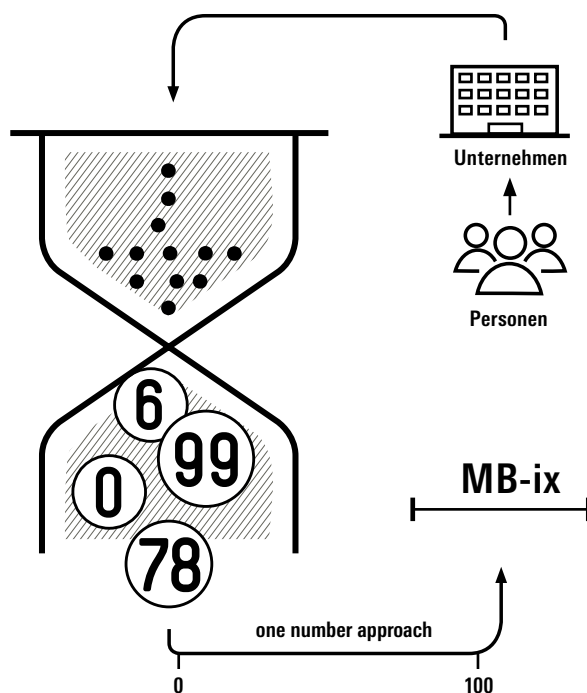 Unternehmen
Personen
6
99
0
78
MB-ix
one number approach
0 100